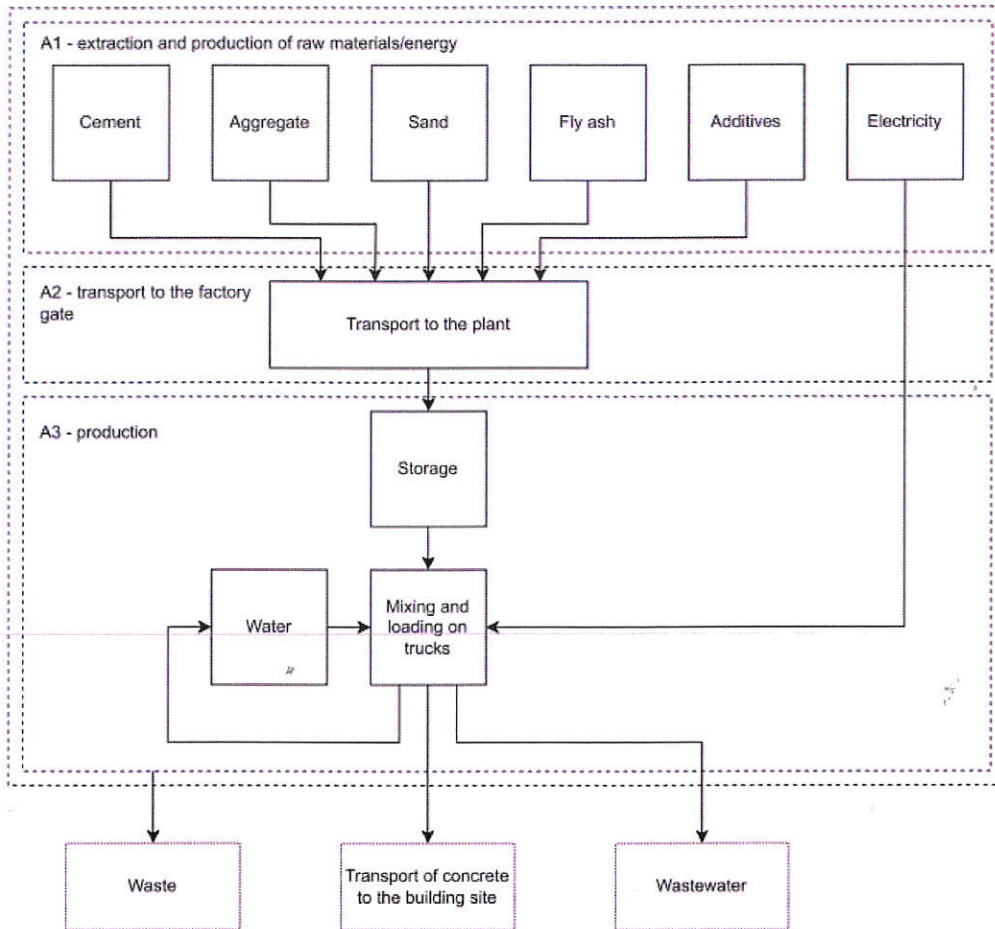 A1 - extraction and production of raw materials/energy
Cement
Aggregate
Sand
Fly ash
Additives
Electricity
A2 - transport to the factory
gate
Transport to the plant
A3 - production
Storage
Water
Mixing and
loading on
trucks
Waste
Transport of concrete
to the building site
Wastewater